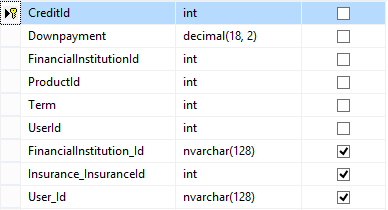 CreditId int
Downpayment decimal(18, 2)
FinancialInstitutionId int
ProductId int
Term int
UserId int
FinancialInstitution_Id nvarchar(128)
Insurance_InsuranceId int
User_Id nvarchar(128)